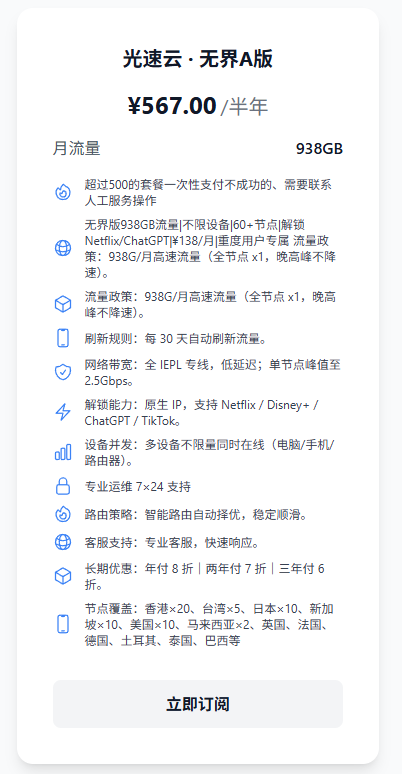 光速云 · 无界A版
¥567.00 /半年
月流量 938GB
超过500的套餐一次性支付不成功的、需要联系
人工服务操作
无界版938GB流量|不限设备|60+节点|解锁
Netflix/ChatGPT|¥138/月|重度用户专属 流量政
策：938G/月高速流量（全节点 x1，晚高峰不降
速）。
流量政策：938G/月高速流量（全节点 x1，晚高
峰不降速）。
刷新规则：每 30 天自动刷新流量。
网络带宽：全 IEPL 专线，低延迟；单节点峰值至
2.5Gbps。
解锁能力：原生 IP，支持 Netflix / Disney+ /
ChatGPT / TikTok。
设备并发：多设备不限量同时在线（电脑/手机/
路由器）。
专业运维 7×24 支持
路由策略：智能路由自动择优，稳定顺滑。
客服支持：专业客服，快速响应。
长期优惠：年付 8 折｜两年付 7 折｜三年付 6
折。
节点覆盖：香港×20、台湾×5、日本×10、新加
坡×10、美国×10、马来西亚×2、英国、法国、
德国、土耳其、泰国、巴西等
立即订阅